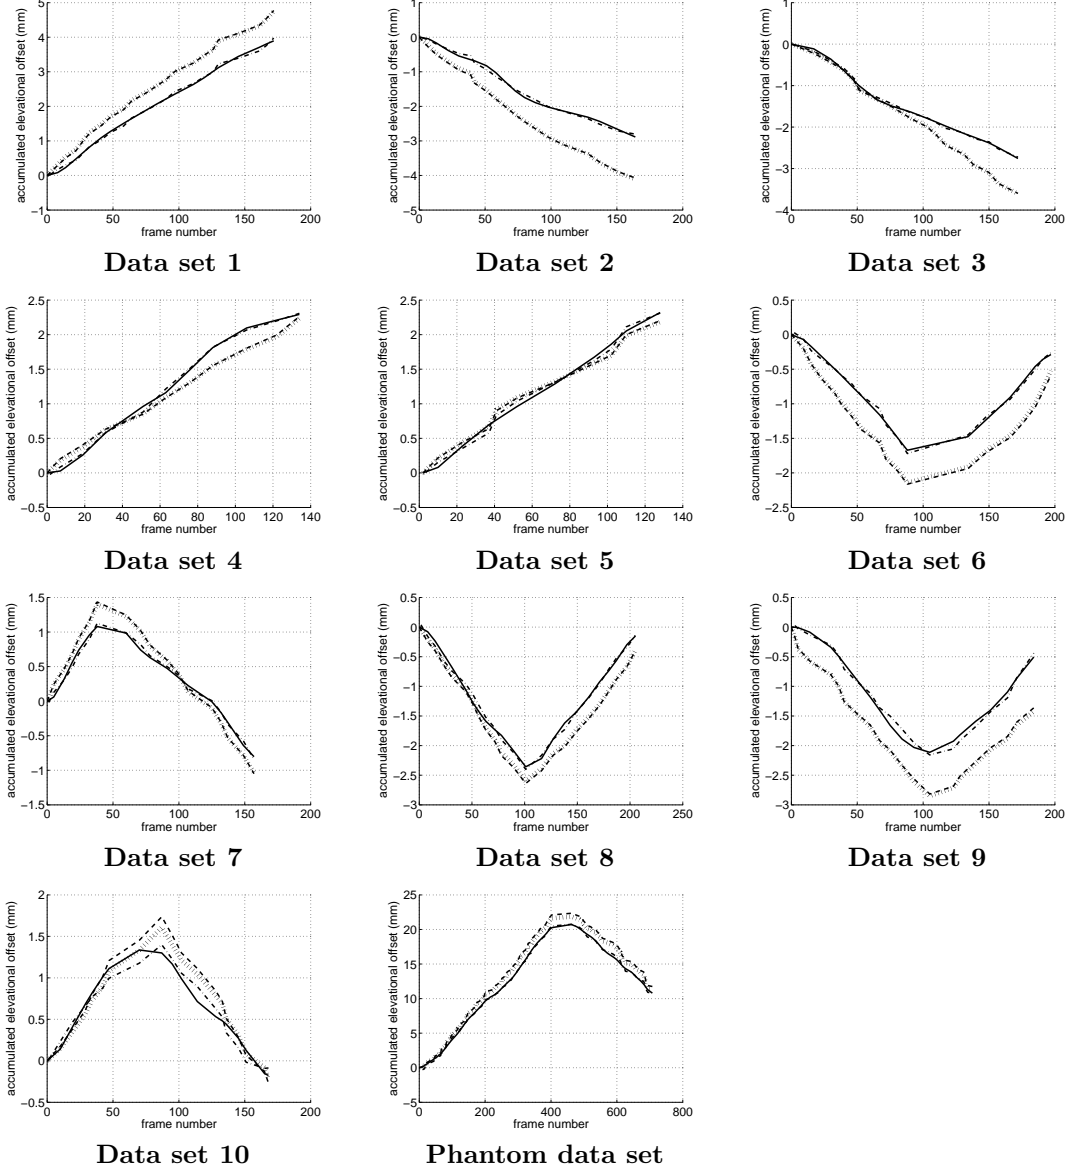 accumulated elevational offset (mm)
5
4
3
2
1
0
−1
0 50 100 150 200
frame number
Data set 1
accumulated elevational offset (mm)
1
0
−1
−2
−3
−4
−5
0 50 100 150 200
frame number
Data set 2
accumulated elevational offset (mm)
1
0
−1
−2
−3
−4
0 50 100 150 200
frame number
Data set 3
accumulated elevational offset (mm)
2.5
2
1.5
1
0.5
0
−0.5
0 20 40 60 80 100 120 140
frame number
Data set 4
accumulated elevational offset (mm)
2.5
2
1.5
1
0.5
0
−0.5
0 20 40 60 80 100 120 140
frame number
Data set 5
accumulated elevational offset (mm)
0.5
0
−0.5
−1
−1.5
−2
−2.5
0 50 100 150 200
frame number
Data set 6
accumulated elevational offset (mm)
1.5
1
0.5
0
−0.5
−1
−1.5
0 50 100 150 200
frame number
Data set 7
accumulated elevational offset (mm)
0.5
0
−0.5
−1
−1.5
−2
−2.5
−3
0 50 100 150 200 250
frame number
Data set 8
accumulated elevational offset (mm)
0.5
0
−0.5
−1
−1.5
−2
−2.5
−3
0 50 100 150 200
frame number
Data set 9
accumulated elevational offset (mm)
2
1.5
1
0.5
0
−0.5
0 50 100 150 200
frame number
Data set 10
accumulated elevational offset (mm)
25
20
15
10
5
0
−5
0 200 400 600 800
frame number
Phantom data set